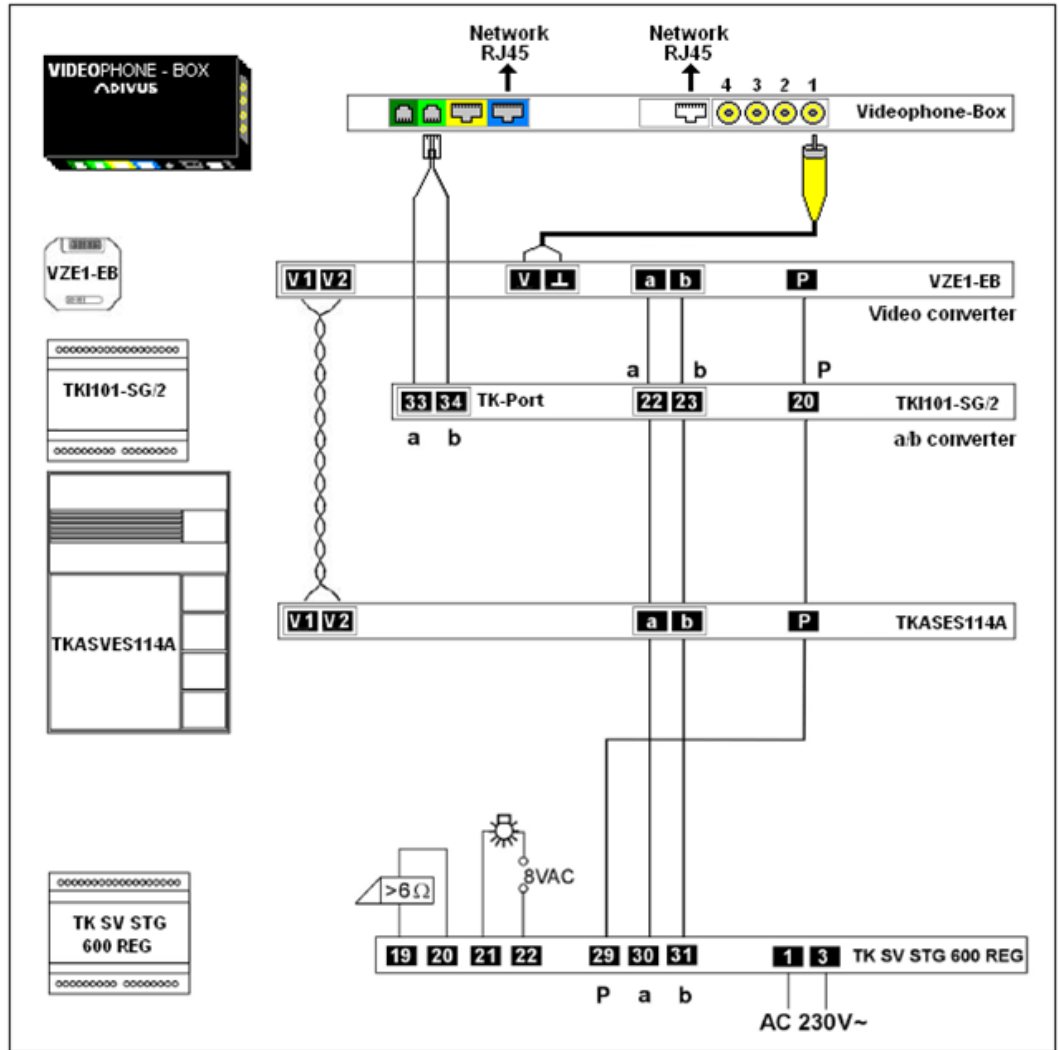 Network
RJ45
Network
RJ45
VIDEOPHONE - BOX
DIVUS
4 3 2 1
Videophone-Box
VZE1-EB
V1 V2
V ⊥
a b
P
VZE1-EB
Video converter
a b P
TKI101-SG/2
33 34 TK-Port
22 23
20
TKI101-SG/2
a b
a/b converter
TKASVES114A
V1 V2
a b
P
TKASES114A
>6Ω
8VAC
TK SV STG
600 REG
19 20 21 22
29 30 31
1 3
TK SV STG 600 REG
P a b
AC 230V~